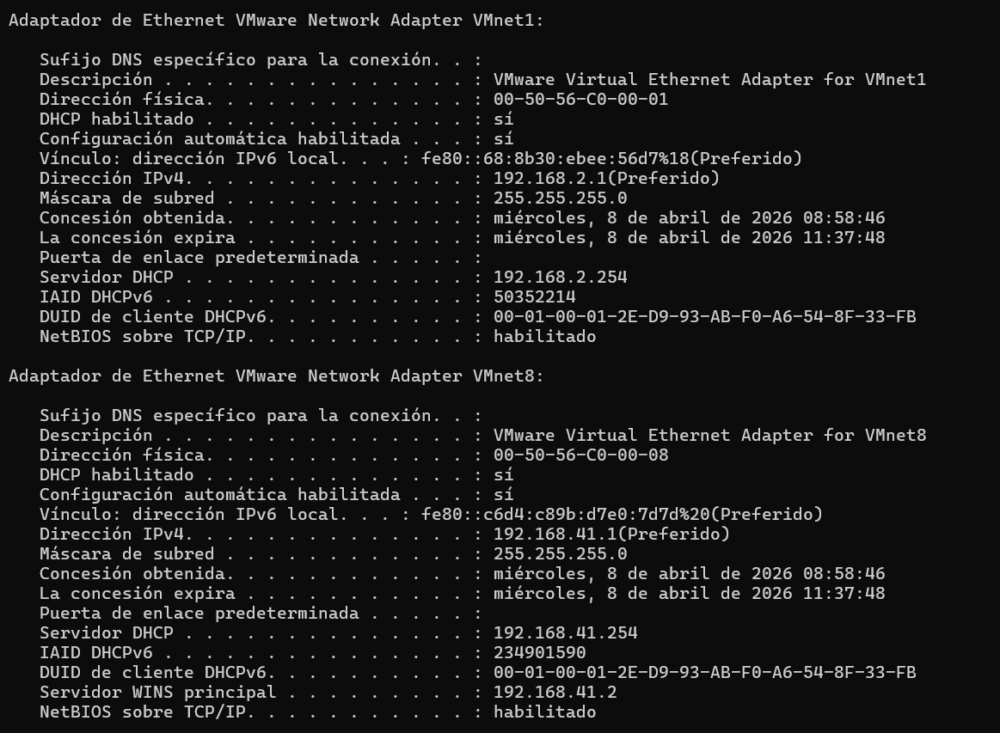 Adaptador de Ethernet VMware Network Adapter VMnet1:
Sufijo DNS específico para la conexión. . :
Descripción . . . . . . . . . . . . . . . : VMware Virtual Ethernet Adapter for VMnet1
Dirección física. . . . . . . . . . . . . : 00-50-56-C0-00-01
DHCP habilitado . . . . . . . . . . . . . : sí
Configuración automática habilitada . . . : sí
Vínculo: dirección IPv6 local. . . : fe80::68:8b30:ebee:56d7%18(Preferido)
Dirección IPv4. . . . . . . . . . . . . . : 192.168.2.1(Preferido)
Máscara de subred . . . . . . . . . . . . : 255.255.255.0
Concesión obtenida. . . . . . . . . . . . : miércoles, 8 de abril de 2026 08:58:46
La concesión expira . . . . . . . . . . . : miércoles, 8 de abril de 2026 11:37:48
Puerta de enlace predeterminada . . . . . :
Servidor DHCP . . . . . . . . . . . . . . : 192.168.2.254
IAID DHCPv6 . . . . . . . . . . . . . . . : 50352214
DUID de cliente DHCPv6. . . . . . . . . . : 00-01-00-01-2E-D9-93-AB-F0-A6-54-8F-33-FB
NetBIOS sobre TCP/IP. . . . . . . . . . . : habilitado
Adaptador de Ethernet VMware Network Adapter VMnet8:
Sufijo DNS específico para la conexión. . :
Descripción . . . . . . . . . . . . . . . : VMware Virtual Ethernet Adapter for VMnet8
Dirección física. . . . . . . . . . . . . : 00-50-56-C0-00-08
DHCP habilitado . . . . . . . . . . . . . : sí
Configuración automática habilitada . . . : sí
Vínculo: dirección IPv6 local. . . : fe80::c6d4:c89b:d7e0:7d7d%20(Preferido)
Dirección IPv4. . . . . . . . . . . . . . : 192.168.41.1(Preferido)
Máscara de subred . . . . . . . . . . . . : 255.255.255.0
Concesión obtenida. . . . . . . . . . . . : miércoles, 8 de abril de 2026 08:58:46
La concesión expira . . . . . . . . . . . : miércoles, 8 de abril de 2026 11:37:48
Puerta de enlace predeterminada . . . . . :
Servidor DHCP . . . . . . . . . . . . . . : 192.168.41.254
IAID DHCPv6 . . . . . . . . . . . . . . . : 234901590
DUID de cliente DHCPv6. . . . . . . . . . : 00-01-00-01-2E-D9-93-AB-F0-A6-54-8F-33-FB
Servidor WINS principal . . . . . . . . . : 192.168.41.2
NetBIOS sobre TCP/IP. . . . . . . . . . . : habilitado